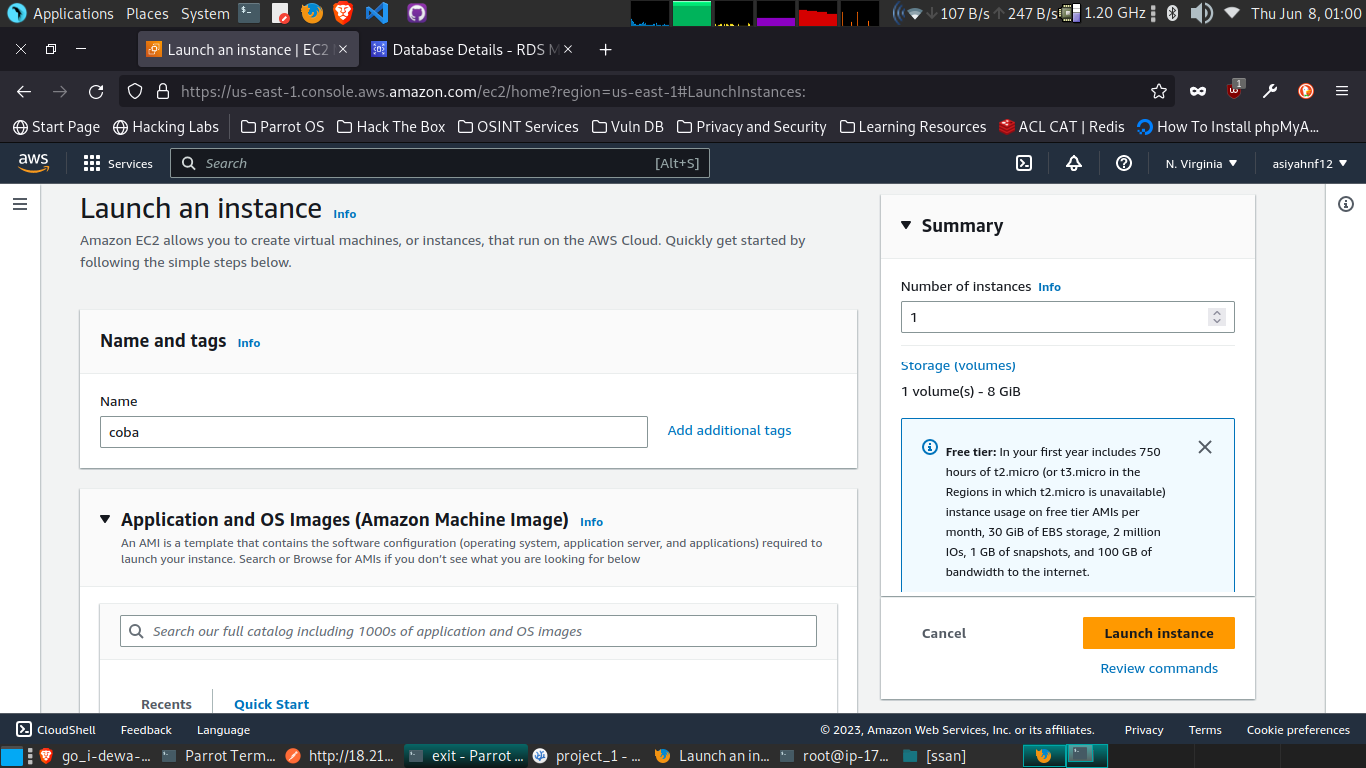 Applications Places System 107 B/s 247 B/s 1.20 GHz Thu Jun 8, 01:00
Launch an instance | EC2 Database Details - RDS M
https://us-east-1.console.aws.amazon.com/ec2/home?region=us-east-1#LaunchInstances: 1
Start Page Hacking Labs Parrot OS Hack The Box OSINT Services Vuln DB Privacy and Security Learning Resources ACL CAT | Redis How To Install phpMyA...
aws Services Search [Alt+S] N. Virginia asiyahnf12
Launch an instance Info
Amazon EC2 allows you to create virtual machines, or instances, that run on the AWS Cloud. Quickly get started by
following the simple steps below.
Name and tags Info
Name
coba
Add additional tags
Application and OS Images (Amazon Machine Image) Info
An AMI is a template that contains the software configuration (operating system, application server, and applications) required to
launch your instance. Search or Browse for AMIs if you don't see what you are looking for below
Search our full catalog including 1000s of application and OS images
Recents Quick Start
Summary
Number of instances Info
1
Storage (volumes)
1 volume(s) - 8 GiB
Free tier: In your first year includes 750
hours of t2.micro (or t3.micro in the
Regions in which t2.micro is unavailable)
instance usage on free tier AMIs per
month, 30 GiB of EBS storage, 2 million
IOs, 1 GB of snapshots, and 100 GB of
bandwidth to the internet.
Cancel Launch instance
Review commands
CloudShell Feedback Language © 2023, Amazon Web Services, Inc. or its affiliates. Privacy Terms Cookie preferences
go_i-dewa-... Parrot Term... http://18.21... exit - Parrot ... project_1 - ... Launch an in... root@ip-17... [ssan]